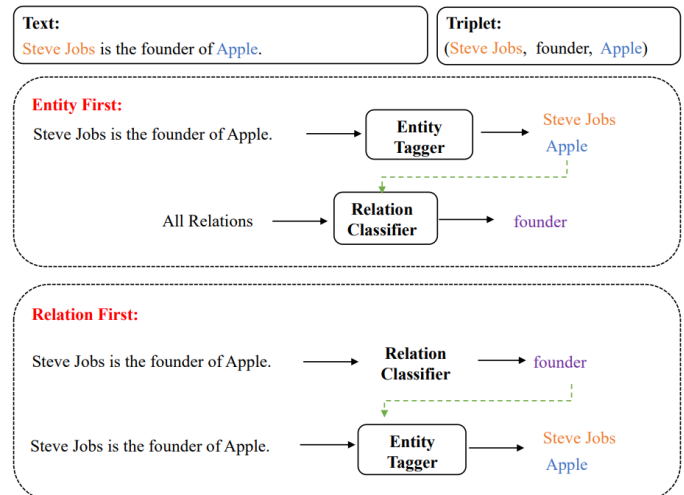 Text:
Steve Jobs is the founder of Apple.
Triplet:
(Steve Jobs, founder, Apple)
Entity First:
Steve Jobs is the founder of Apple.
Entity
Tagger
Steve Jobs
Apple
All Relations
Relation
Classifier
founder
Relation First:
Steve Jobs is the founder of Apple.
Relation
Classifier
founder
Steve Jobs is the founder of Apple.
Entity
Tagger
Steve Jobs
Apple